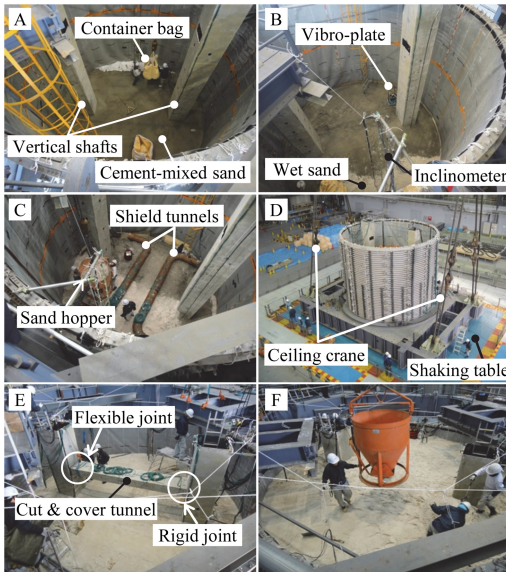 A
Container bag
Vertical shafts
Cement-mixed sand
B
Vibro-plate
Wet sand
Inclinometer
C
Shield tunnels
Sand hopper
D
Ceiling crane
Shaking table
E
Flexible joint
Cut & cover tunnel
Rigid joint
F